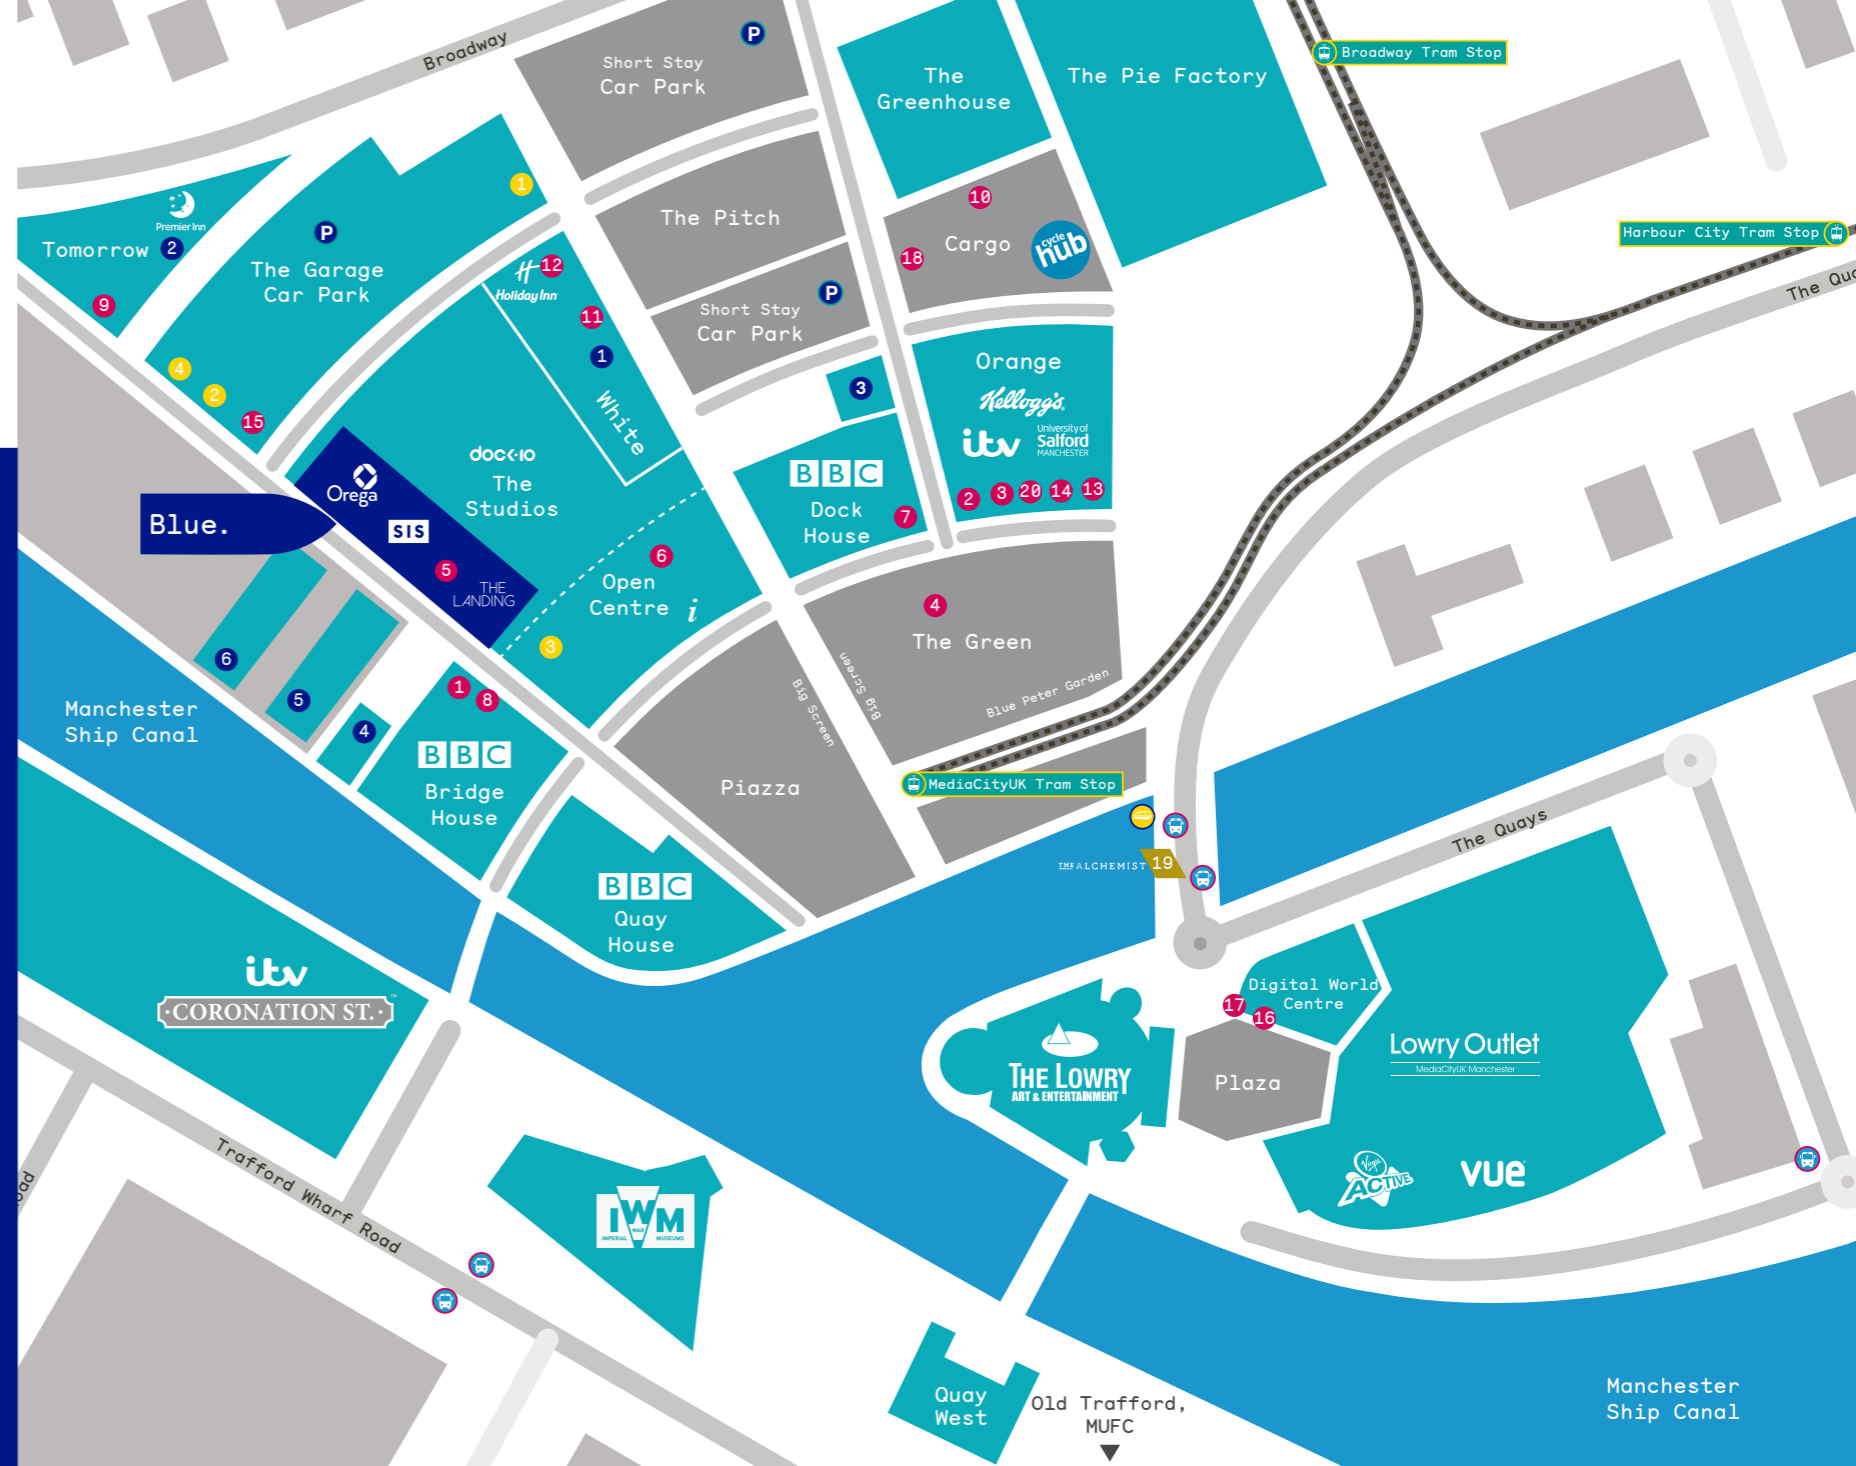 Broadway
Short Stay
Car Park
P
The
Greenhouse
The Pie Factory
Broadway Tram Stop
1
Premier Inn
Tomorrow
2
P
The Garage
Car Park
9
The Pitch
10
Cargo
18
cycle
hub
Harbour City Tram Stop
The Qua
H
12
Holiday Inn
11
1
White
Short Stay
Car Park
P
4
2
15
3
Orange
Kellogg's
itv
University of
Salford
MANCHESTER
2
3
20
14
13
dock10
The
Studios
BBC
Dock
House
7
Orega
SIS
5
THE
LANDING
Blue.
6
Open
Centre
i
3
4
The Green
Big Screen
Big Screen
Blue Peter Garden
6
5
4
Manchester
Ship Canal
1
8
BBC
Bridge
House
Piazza
MediaCityUK Tram Stop
THE ALCHEMIST
19
The Quays
BBC
Quay
House
itv
CORONATION ST.
™
Digital World
Centre
17
16
THE LOWRY
ART & ENTERTAINMENT
Plaza
Lowry Outlet
MediaCityUK Manchester
Virgin
ACTIVE
VUE
Trafford Wharf Road
oad
IWM
IMPERIAL
WAR
MUSEUMS
Quay
West
Old Trafford,
MUFC
Manchester
Ship Canal